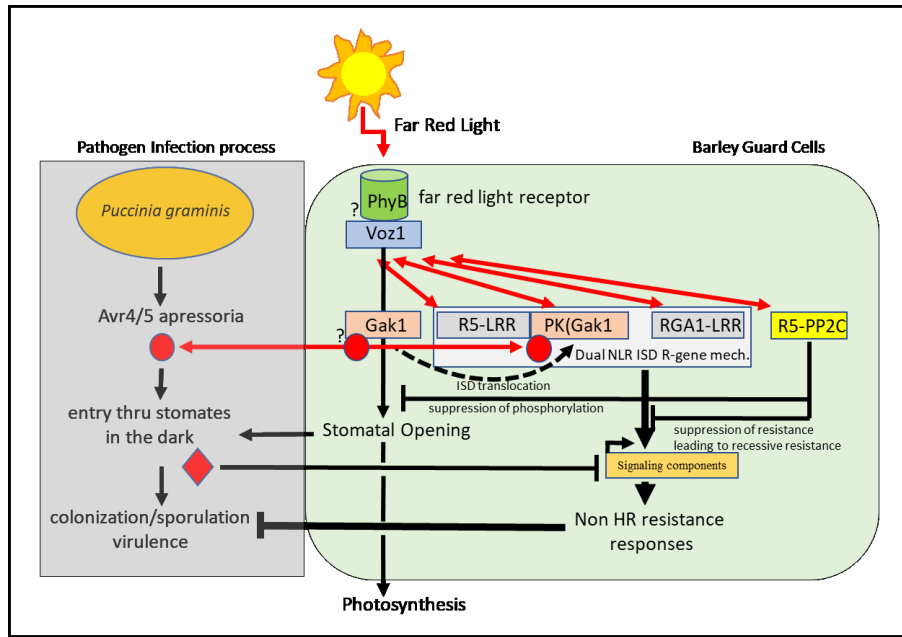 Far Red Light
Pathogen Infection process
Barley Guard Cells
Puccinia graminis
PhyB
far red light receptor
?
Voz1
Avr4/5 apressoria
?
Gak1
R5-LRR
PK(Gak1
RGA1-LRR
R5-PP2C
Dual NLR ISD R-gene mech.
ISD translocation
suppression of phosphorylation
entry thru stomates
in the dark
Stomatal Opening
suppression of resistance
leading to recessive resistance
Signaling components
colonization/sporulation
virulence
Non HR resistance
responses
Photosynthesis